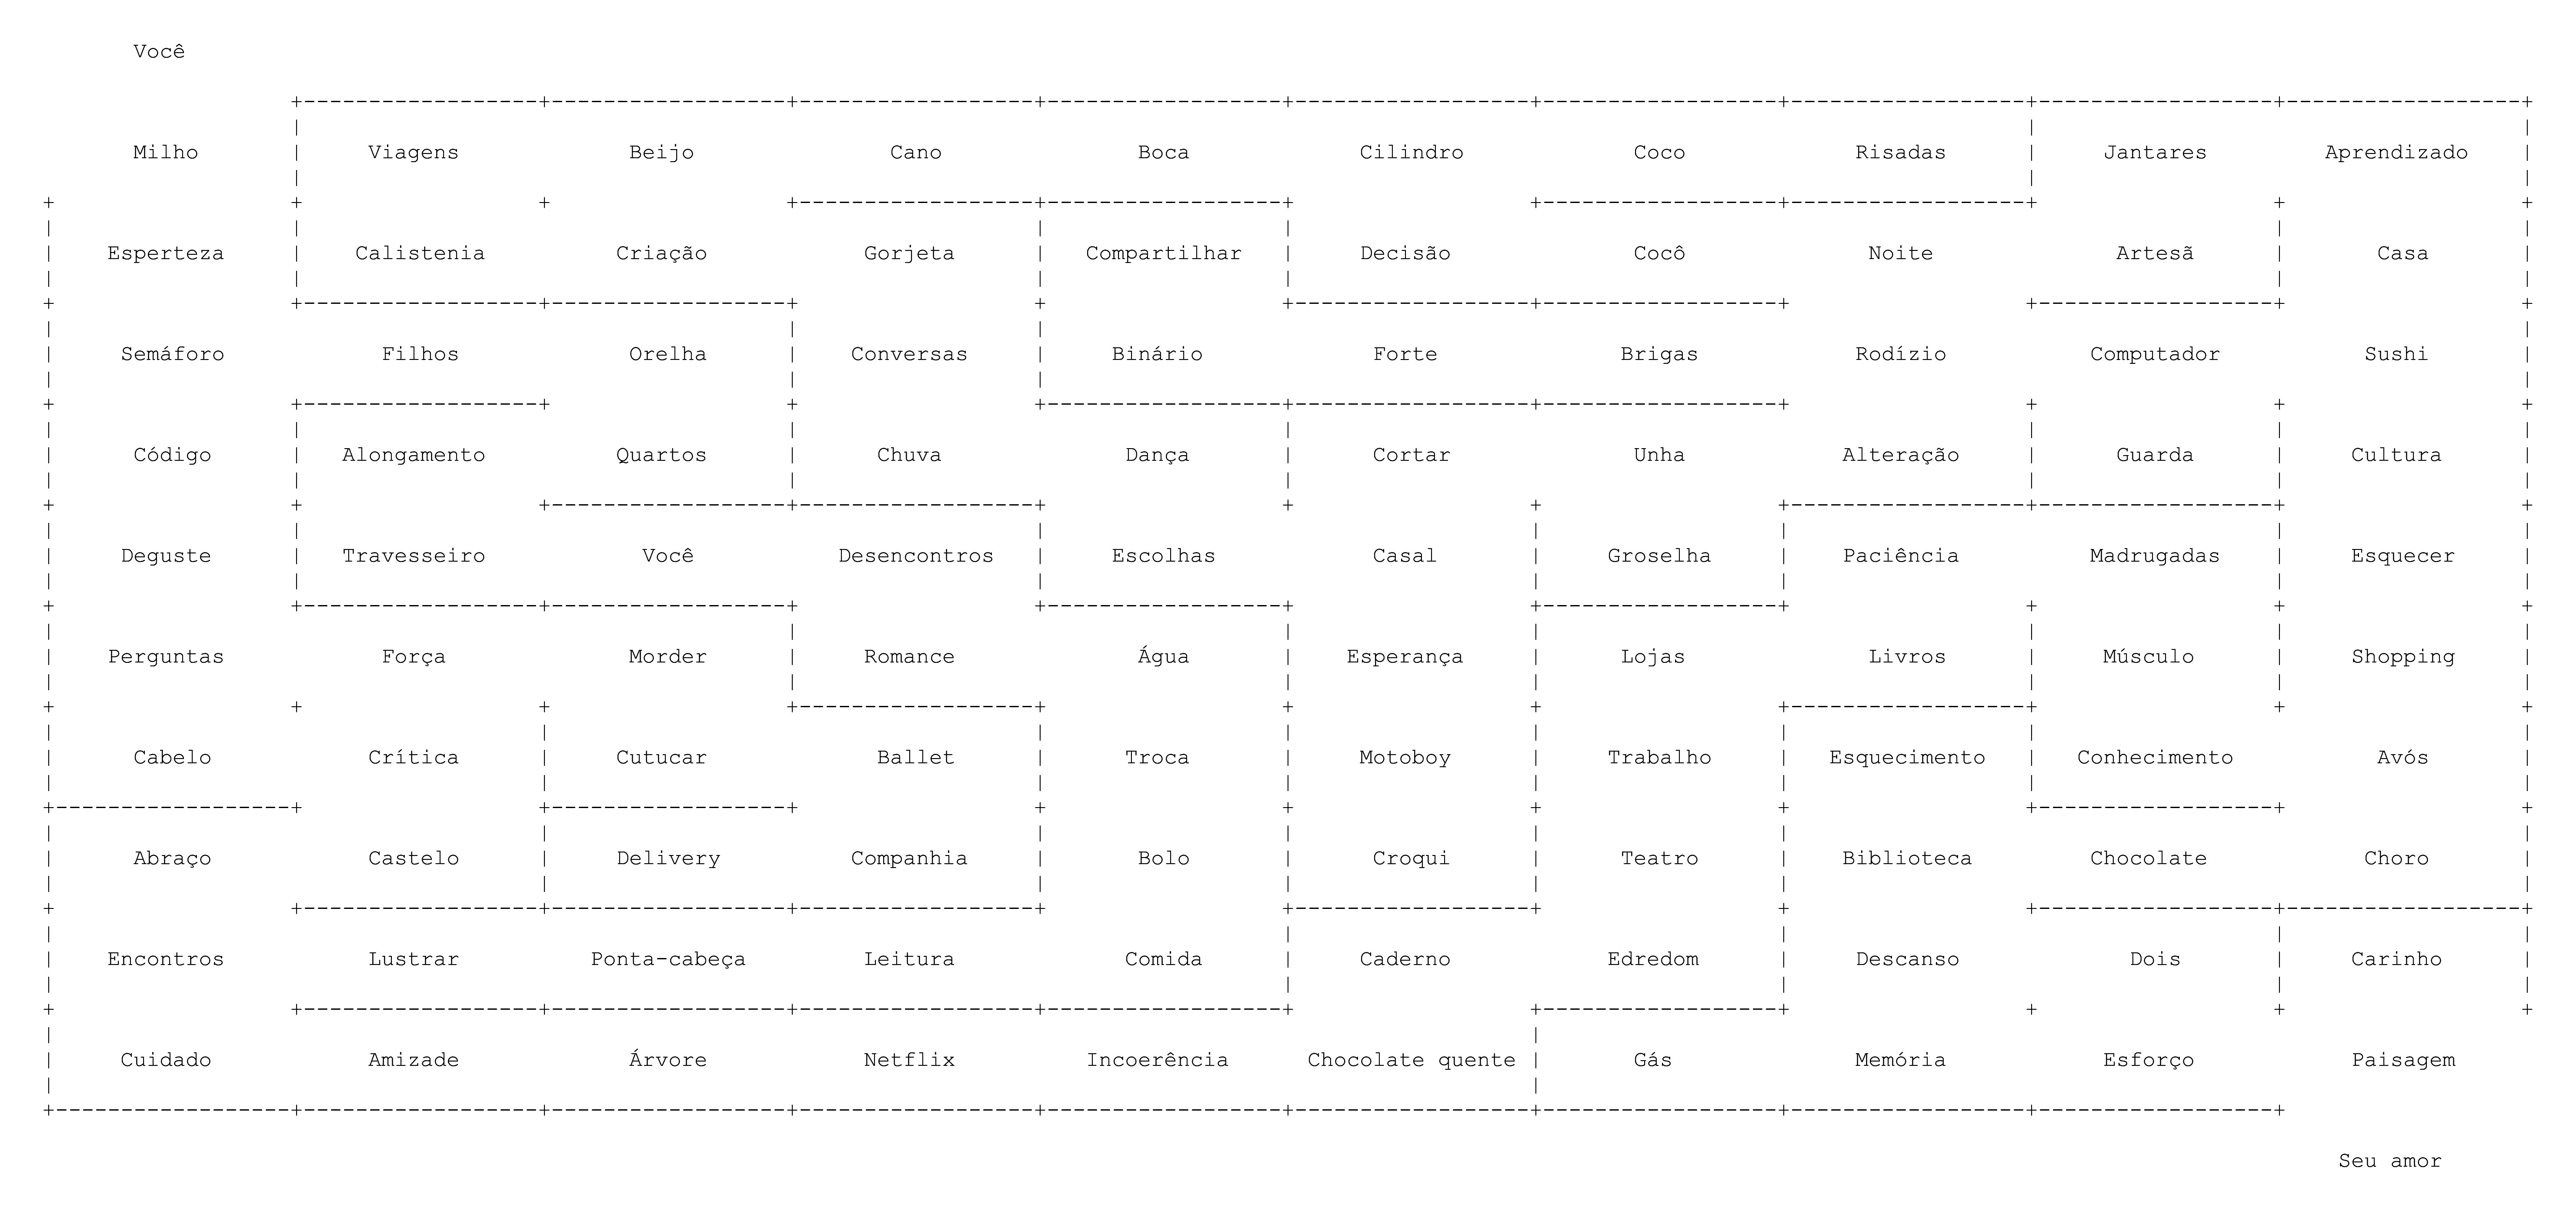 Você
Milho Viagens Beijo Cano Boca Cilindro Coco Risadas Jantares Aprendizado
Esperteza Calistenia Criação Gorjeta Compartilhar Decisão Cocô Noite Artesã Casa
Semáforo Filhos Orelha Conversas Binário Forte Brigas Rodízio Computador Sushi
Código Alongamento Quartos Chuva Dança Cortar Unha Alteração Guarda Cultura
Deguste Travesseiro Você Desencontros Escolhas Casal Groselha Paciência Madrugadas Esquecer
Perguntas Força Morder Romance Água Esperança Lojas Livros Músculo Shopping
Cabelo Crítica Cutucar Ballet Troca Motoboy Trabalho Esquecimento Conhecimento Avós
Abraço Castelo Delivery Companhia Bolo Croqui Teatro Biblioteca Chocolate Choro
Encontros Lustrar Ponta-cabeça Leitura Comida Caderno Edredom Descanso Dois Carinho
Cuidado Amizade Árvore Netflix Incoerência Chocolate quente Gás Memória Esforço Paisagem
Seu amor